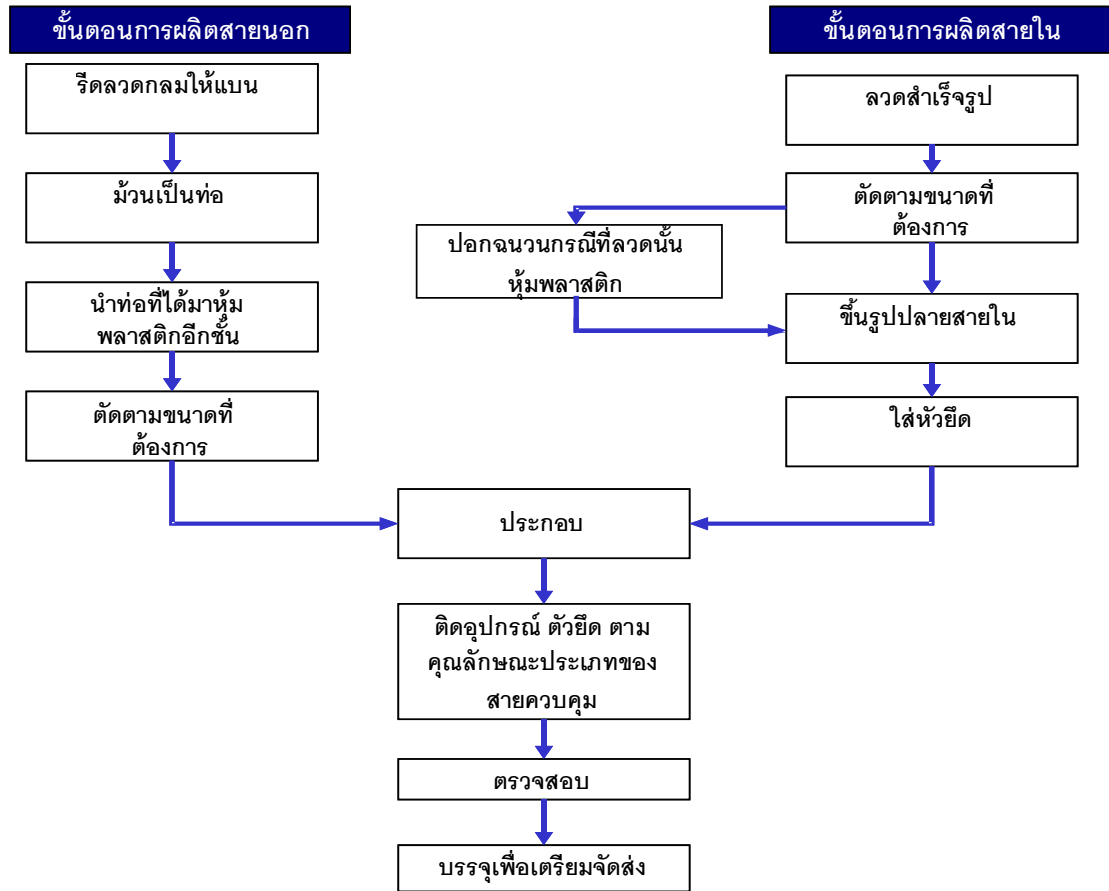 ขั้นตอนการผลิตสายนอก
รีดลวดกลมให้แบน
ม้วนเป็นท่อ
นำท่อที่ได้มาหุ้ม
พลาสติกอีกชั้น
ตัดตามขนาดที่
ต้องการ
ขั้นตอนการผลิตสายใน
ลวดสำเร็จรูป
ตัดตามขนาดที่
ต้องการ
ปอกฉนวนกรณีที่ลวดนั้น
หุ้มพลาสติก
ขึ้นรูปปลายสายใน
ใส่หัวยึด
ประกอบ
ติดอุปกรณ์ ตัวยึด ตาม
คุณลักษณะประเภทของ
สายควบคุม
ตรวจสอบ
บรรจุเพื่อเตรียมจัดส่ง